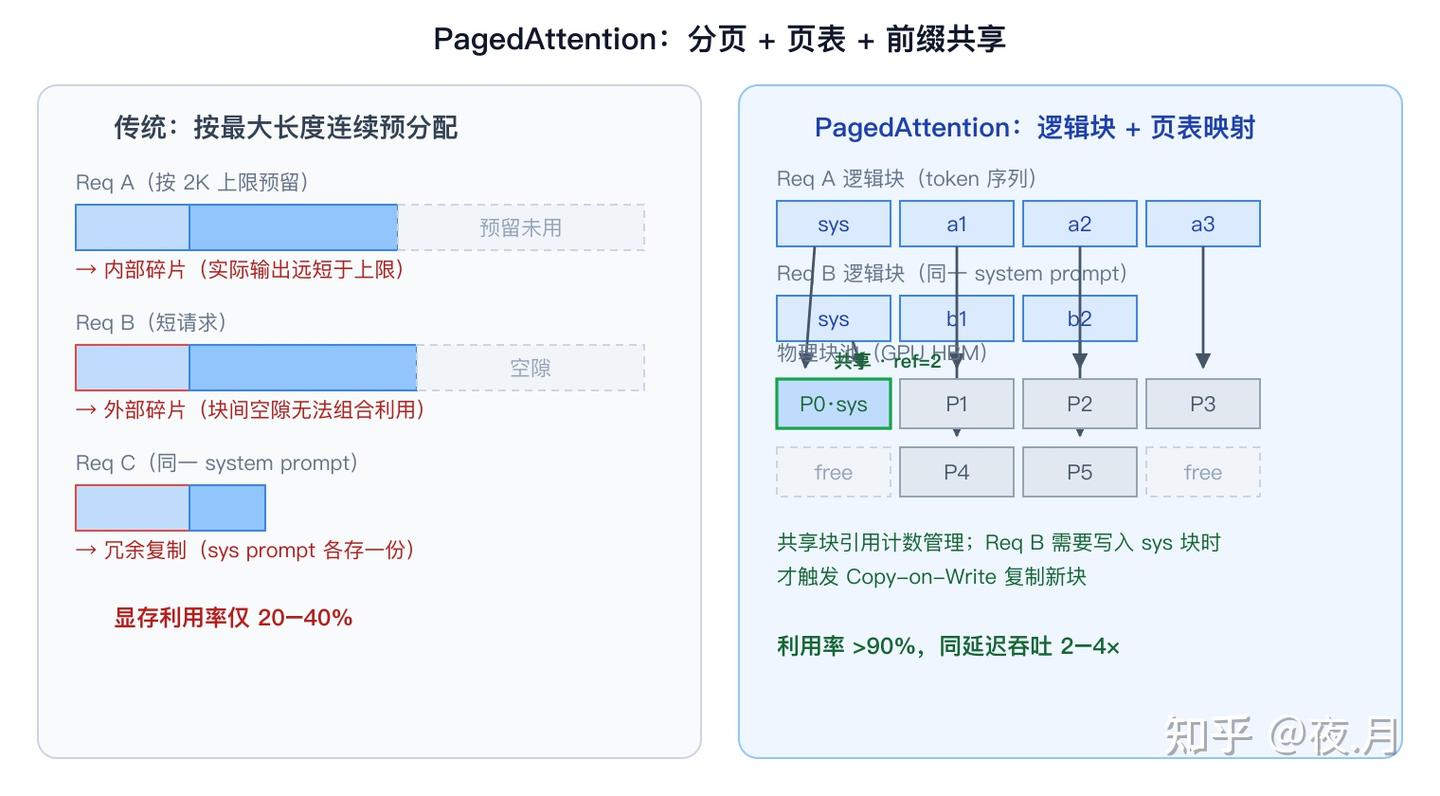 PagedAttention：分页 + 页表 + 前缀共享
传统：按最大长度连续预分配
Req A（按 2K 上限预留）
预留未用
→ 内部碎片（实际输出远短于上限）
Req B（短请求）
空隙
→ 外部碎片（块间空隙无法组合利用）
Req C（同一 system prompt）
→ 冗余复制（sys prompt 各存一份）
显存利用率仅 20—40%
PagedAttention：逻辑块 + 页表映射
Req A 逻辑块（token 序列）
sys a1 a2 a3
Req B 逻辑块（同一 system prompt）
sys b1 b2
物理块池（GPU HBM）
共享 · ref=2
P0·sys P1 P2 P3
free P4 P5 free
共享块引用计数管理；Req B 需要写入 sys 块时
才触发 Copy-on-Write 复制新块
利用率 >90%，同延迟吞吐 2—4×
知乎 @夜.月